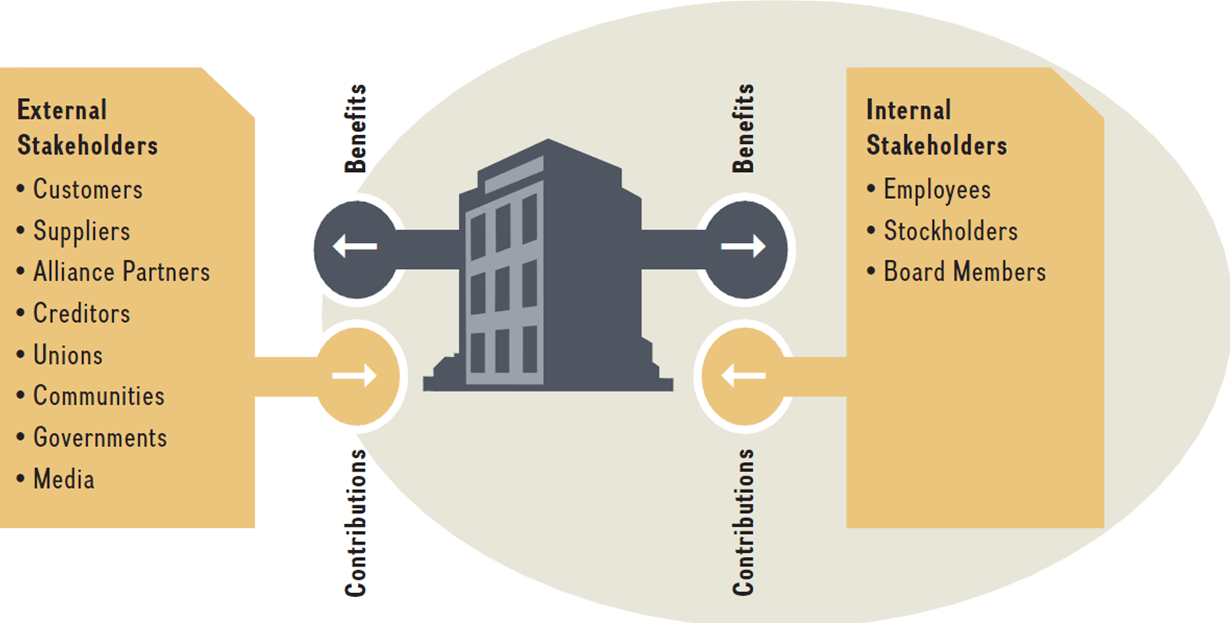 External
Stakeholders
• Customers
• Suppliers
• Alliance Partners
• Creditors
• Unions
• Communities
• Governments
• Media
Benefits
Contributions
Benefits
Contributions
Internal
Stakeholders
• Employees
• Stockholders
• Board Members